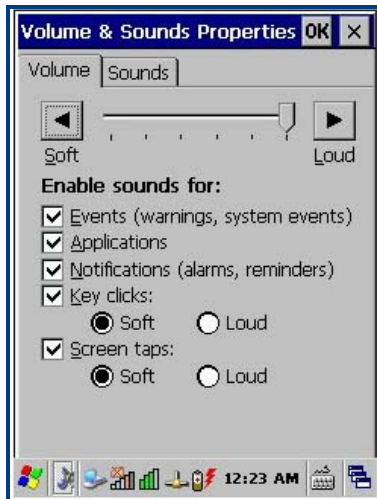 Volume & Sounds Properties OK ×
Volume Sounds
Soft Loud
Enable sounds for:
Events (warnings, system events)
Applications
Notifications (alarms, reminders)
Key clicks:
Soft Loud
Screen taps:
Soft Loud
12:23 AM